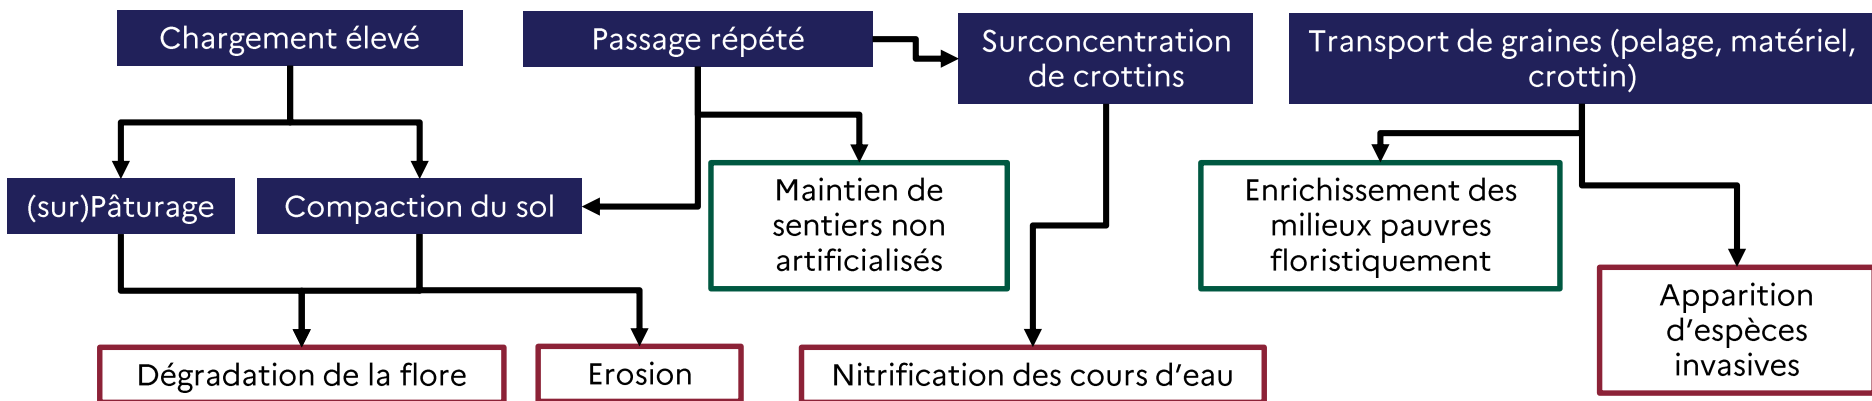 Chargement élevé
Passage répété
Surconcentration
de crottins
Transport de graines (pelage, matériel,
crottin)
(sur)Pâturage
Compaction du sol
Maintien de
sentiers non
artificialisés
Enrichissement des
milieux pauvres
floristiquement
Dégradation de la flore
Erosion
Nitrification des cours d'eau
Apparition
d'espèces
invasives